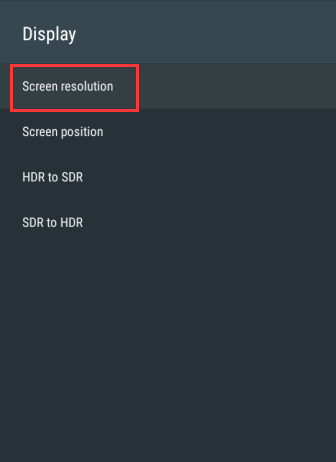 Display
Screen resolution
Screen position
HDR to SDR
SDR to HDR